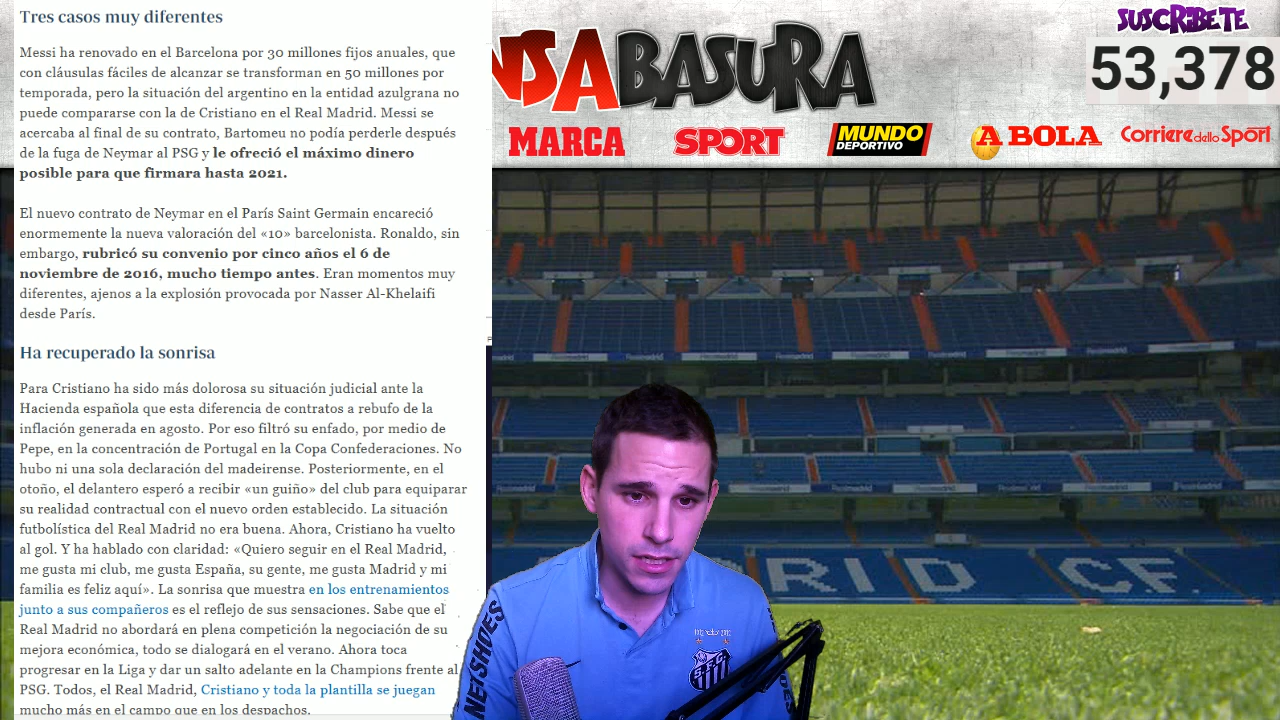 Tres casos muy diferentes
Messi ha renovado en el Barcelona por 30 millones fijos anuales, que
con cláusulas fáciles de alcanzar se transforman en 50 millones por
temporada, pero la situación del argentino en la entidad azulgrana no
puede compararse con la de Cristiano en el Real Madrid. Messi se
acercaba al final de su contrato, Bartomeu no podía perderle después
de la fuga de Neymar al PSG y le ofreció el máximo dinero
posible para que firmara hasta 2021.
El nuevo contrato de Neymar en el París Saint Germain encareció
enormemente la nueva valoración del «10» barcelonista. Ronaldo, sin
embargo, rubricó su convenio por cinco años el 6 de
noviembre de 2016, mucho tiempo antes. Eran momentos muy
diferentes, ajenos a la explosión provocada por Nasser Al-Khelaifi
desde París.
Ha recuperado la sonrisa
Para Cristiano ha sido más dolorosa su situación judicial ante la
Hacienda española que esta diferencia de contratos a rebufo de la
inflación generada en agosto. Por eso filtró su enfado, por medio de
Pepe, en la concentración de Portugal en la Copa Confederaciones. No
hubo ni una sola declaración del madeirense. Posteriormente, en el
otoño, el delantero esperó a recibir «un guiño» del club para equiparar
su realidad contractual con el nuevo orden establecido. La situación
futbolística del Real Madrid no era buena. Ahora, Cristiano ha vuelto
al gol. Y ha hablado con claridad: «Quiero seguir en el Real Madrid,
me gusta mi club, me gusta España, su gente, me gusta Madrid y mi
familia es feliz aquí». La sonrisa que muestra en los entrenamientos
junto a sus compañeros es el reflejo de sus sensaciones. Sabe que el
Real Madrid no abordará en plena competición la negociación de su
mejora económica, todo se dialogará en el verano. Ahora toca
progresar en la Liga y dar un salto adelante en la Champions frente al
PSG. Todos, el Real Madrid, Cristiano y toda la plantilla se juegan
mucho más en el campo que en los despachos.
NSABASURA
SUSCRIBETE
53,378
MARCA
SPORT
MUNDO
DEPORTIVO
A BOLA
Corriere dello Sport
RID CF.
NETSHOES